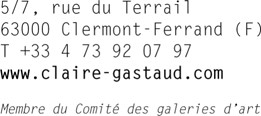 5/7, rue du Terrail
63000 Clermont-Ferrand (F)
T +33 4 73 92 07 97
www.claire-gastaud.com
Membre du Comité des galeries d'art